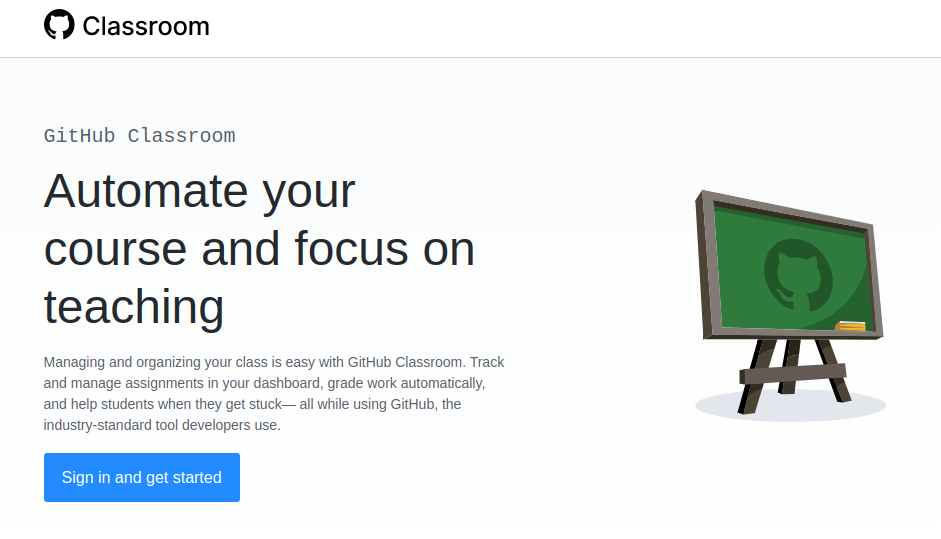 Classroom
GitHub Classroom
Automate your
course and focus on
teaching
Managing and organizing your class is easy with GitHub Classroom. Track
and manage assignments in your dashboard, grade work automatically,
and help students when they get stuck— all while using GitHub, the
industry-standard tool developers use.
Sign in and get started